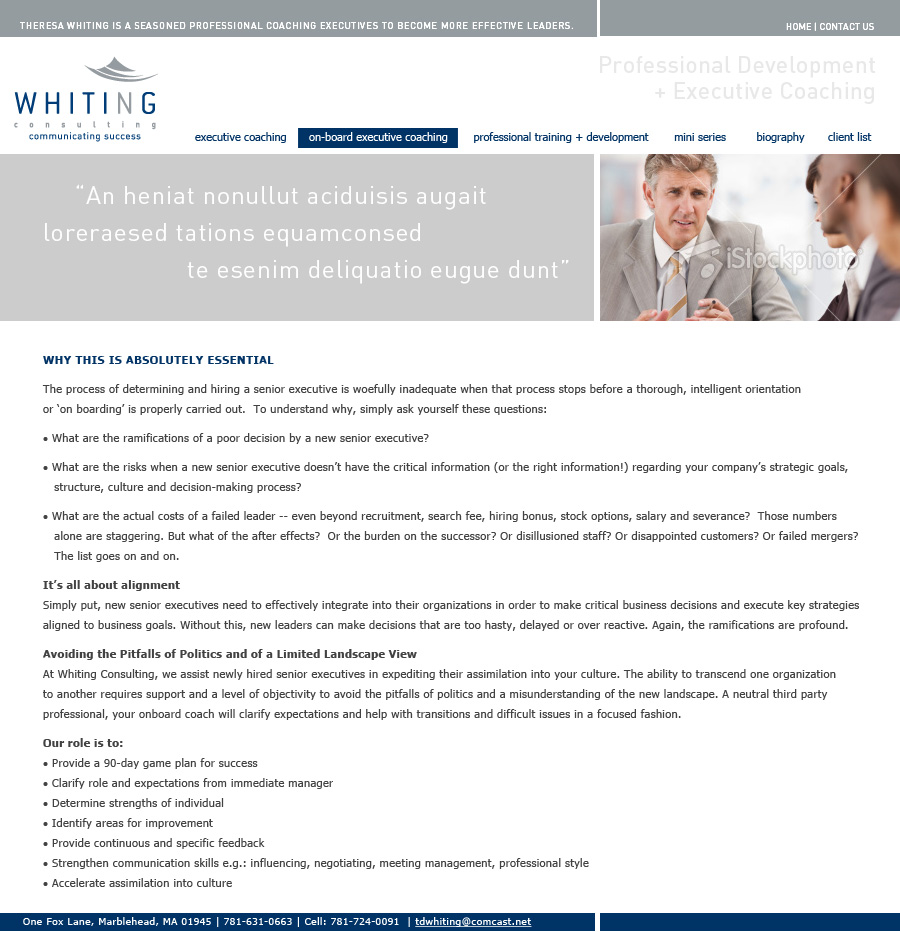 THERESA WHITING IS A SEASONED PROFESSIONAL COACHING EXECUTIVES TO BECOME MORE EFFECTIVE LEADERS.
HOME | CONTACT US
WHITING
consulting
communicating success
Professional Development
+ Executive Coaching
executive coaching
on-board executive coaching
professional training + development
mini series
biography
client list
“An heniat nonullut aciduisis augait
loreraesed tations equamconsed
te esenim deliquatio eugue dunt”
iStockphoto
WHY THIS IS ABSOLUTELY ESSENTIAL
The process of determining and hiring a senior executive is woefully inadequate when that process stops before a thorough, intelligent orientation
or ‘on boarding’ is properly carried out.  To understand why, simply ask yourself these questions:
• What are the ramifications of a poor decision by a new senior executive?
• What are the risks when a new senior executive doesn’t have the critical information (or the right information!) regarding your company’s strategic goals,
structure, culture and decision-making process?
• What are the actual costs of a failed leader -- even beyond recruitment, search fee, hiring bonus, stock options, salary and severance?  Those numbers
alone are staggering. But what of the after effects?  Or the burden on the successor? Or disillusioned staff? Or disappointed customers? Or failed mergers?
The list goes on and on.
It’s all about alignment
Simply put, new senior executives need to effectively integrate into their organizations in order to make critical business decisions and execute key strategies
aligned to business goals. Without this, new leaders can make decisions that are too hasty, delayed or over reactive. Again, the ramifications are profound.
Avoiding the Pitfalls of Politics and of a Limited Landscape View
At Whiting Consulting, we assist newly hired senior executives in expediting their assimilation into your culture. The ability to transcend one organization
to another requires support and a level of objectivity to avoid the pitfalls of politics and a misunderstanding of the new landscape. A neutral third party
professional, your onboard coach will clarify expectations and help with transitions and difficult issues in a focused fashion.
Our role is to:
• Provide a 90-day game plan for success
• Clarify role and expectations from immediate manager
• Determine strengths of individual
• Identify areas for improvement
• Provide continuous and specific feedback
• Strengthen communication skills e.g.: influencing, negotiating, meeting management, professional style
• Accelerate assimilation into culture
One Fox Lane, Marblehead, MA 01945 | 781-631-0663 | Cell: 781-724-0091  | tdwhiting@comcast.net